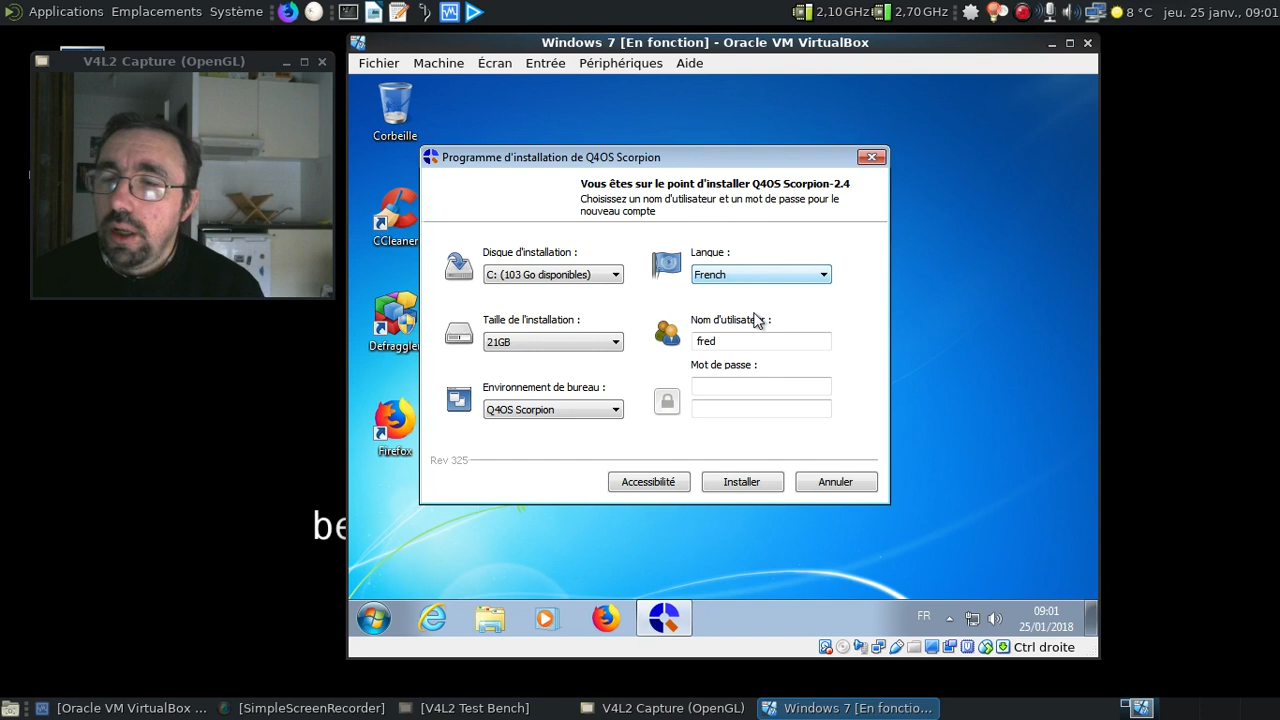 Applications Emplacements Système
2,10 GHz 2,70 GHz 8 °C jeu. 25 janv., 09:01
V4L2 Capture (OpenGL)
Windows 7 [En fonction] - Oracle VM VirtualBox
Fichier Machine Écran Entrée Périphériques Aide
Corbeille
CCleaner
Defraggler
Firefox
Programme d'installation de Q4OS Scorpion
Vous êtes sur le point d'installer Q4OS Scorpion-2.4
Choisissez un nom d'utilisateur et un mot de passe pour le
nouveau compte
Disque d'installation :
C: (103 Go disponibles)
Langue :
French
Taille de l'installation :
21GB
Nom d'utilisateur :
fred
Mot de passe :
Environnement de bureau :
Q4OS Scorpion
Rev 325
Accessibilité Installer Annuler
be
FR
09:01
25/01/2018
Ctrl droite
[Oracle VM VirtualBox ... [SimpleScreenRecorder] [V4L2 Test Bench] V4L2 Capture (OpenGL) Windows 7 [En fonctio...